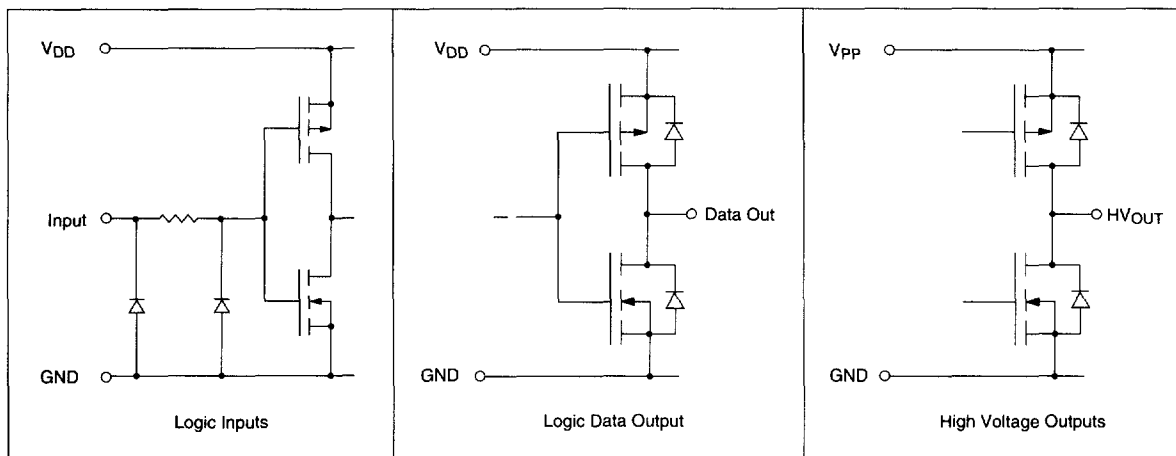 VDD
Input
GND
Logic Inputs
VDD
Data Out
GND
Logic Data Output
VPP
HVOUT
GND
High Voltage Outputs